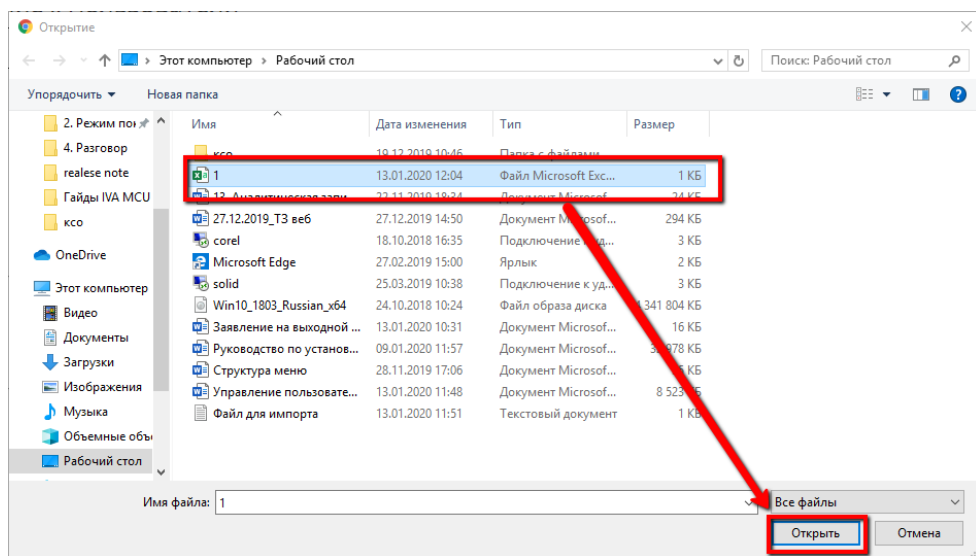 Открытие
Этот компьютер › Рабочий стол
Поиск: Рабочий стол
Упорядочить
Новая папка
Имя Дата изменения Тип Размер
2. Режим
4. Разговор
realese note
Гайды IVA MCU
ксо
OneDrive
Этот компьютер
Видео
Документы
Загрузки
Изображения
Музыка
Объемные объ
Рабочий стол
ксо 19.12.2019 10:46 Папка с файлами
1 13.01.2020 12:04 Файл Microsoft Exc... 1 КБ
13. Аналитическая запи... 22.11.2019 18:34 Документ Microsof... 24 КБ
27.12.2019_ТЗ веб 27.12.2019 14:50 Документ Microsof... 294 КБ
corel 18.10.2018 16:35 Подключение к уд... 3 КБ
Microsoft Edge 27.02.2019 15:00 Ярлык 2 КБ
solid 25.03.2019 10:38 Подключение к уд... 3 КБ
Win10_1803_Russian_x64 24.10.2018 10:24 Файл образа диска 341 804 КБ
Заявление на выходной ... 13.01.2020 10:31 Документ Microsof... 16 КБ
Руководство по установ... 09.01.2020 11:57 Документ Microsof... 978 КБ
Структура меню 28.11.2019 17:06 Документ Microsof... КБ
Управление пользовате... 13.01.2020 11:48 Документ Microsof... 8 523
Файл для импорта 13.01.2020 11:51 Текстовый документ 1 КБ
Имя файла: 1
Все файлы
Открыть Отмена